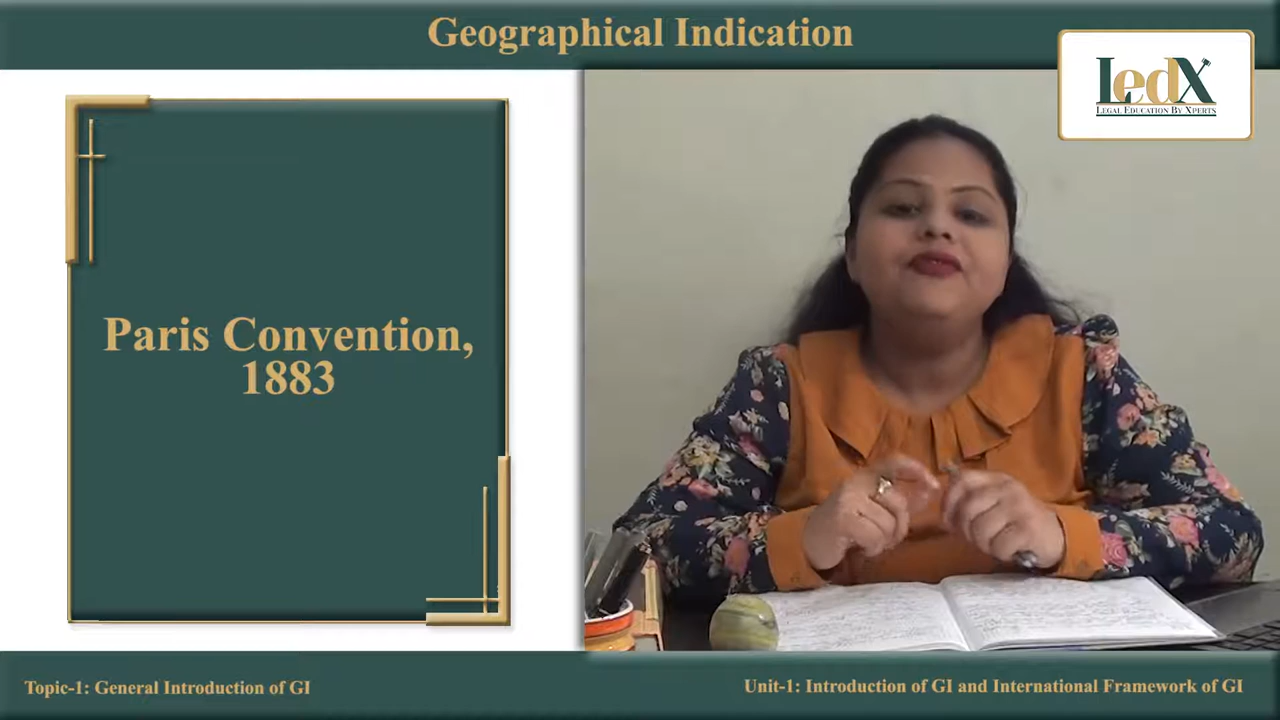 Geographical Indication
LedX
LEGAL EDUCATION BY XPERTS
Paris Convention,
1883
Topic-1: General Introduction of GI
Unit-1: Introduction of GI and International Framework of GI